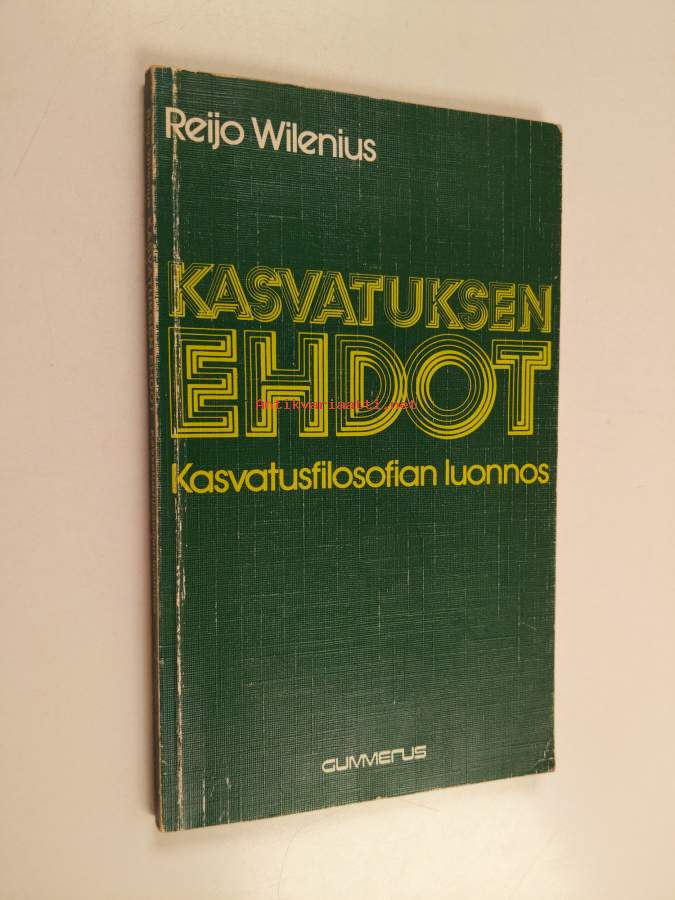 Reijo Wilenius
KASVATUKSEN
EHDOT
Antikvariaatti.net
Kasvatusfilosofian luonnos
GUMMERUS